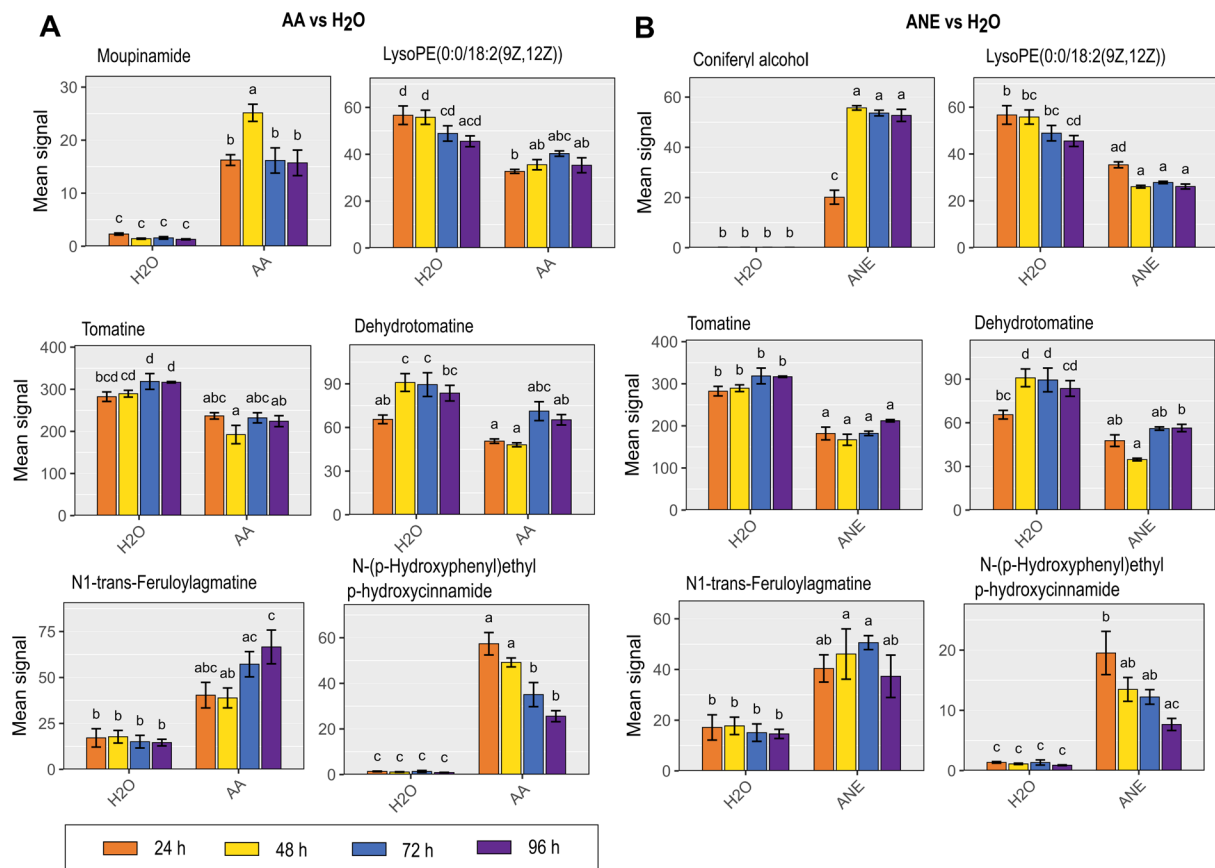 A
AA vs H2O
Moupinamide
LysoPE(0:0/18:2(9Z,12Z))
Mean signal
30
20
10
0
c c c c
b a b b
H2O
AA
60
40
20
0
d d cd acd
b ab abc ab
H2O
AA
Tomatine
Dehydrotomatine
400
300
200
100
0
bcd cd d d
abc a abc ab
H2O
AA
90
60
30
0
ab c c bc
a a abc ab
H2O
AA
N1-trans-Feruloylagmatine
N-(p-Hydroxyphenyl)ethyl
p-hydroxycinnamide
Mean signal
75
50
25
0
b b b b
abc ab ac c
H2O
AA
60
40
20
0
c c c c
a a b b
H2O
AA
B
ANE vs H2O
Coniferyl alcohol
LysoPE(0:0/18:2(9Z,12Z))
Mean signal
60
40
20
0
b b b b
c a a a
H2O
ANE
60
40
20
0
b bc bc cd
ad a a a
H2O
ANE
Tomatine
Dehydrotomatine
Mean signal
Mean signal
400
300
200
100
0
b b b b
a a a a
H2O
ANE
90
60
30
0
bc d d cd
ab a ab b
H2O
ANE
N1-trans-Feruloylagmatine
N-(p-Hydroxyphenyl)ethyl
p-hydroxycinnamide
Mean signal
60
40
20
0
b b b b
ab a a ab
H2O
ANE
20
10
0
c c c c
b ab ab ac
H2O
ANE
24 h 48 h 72 h 96 h